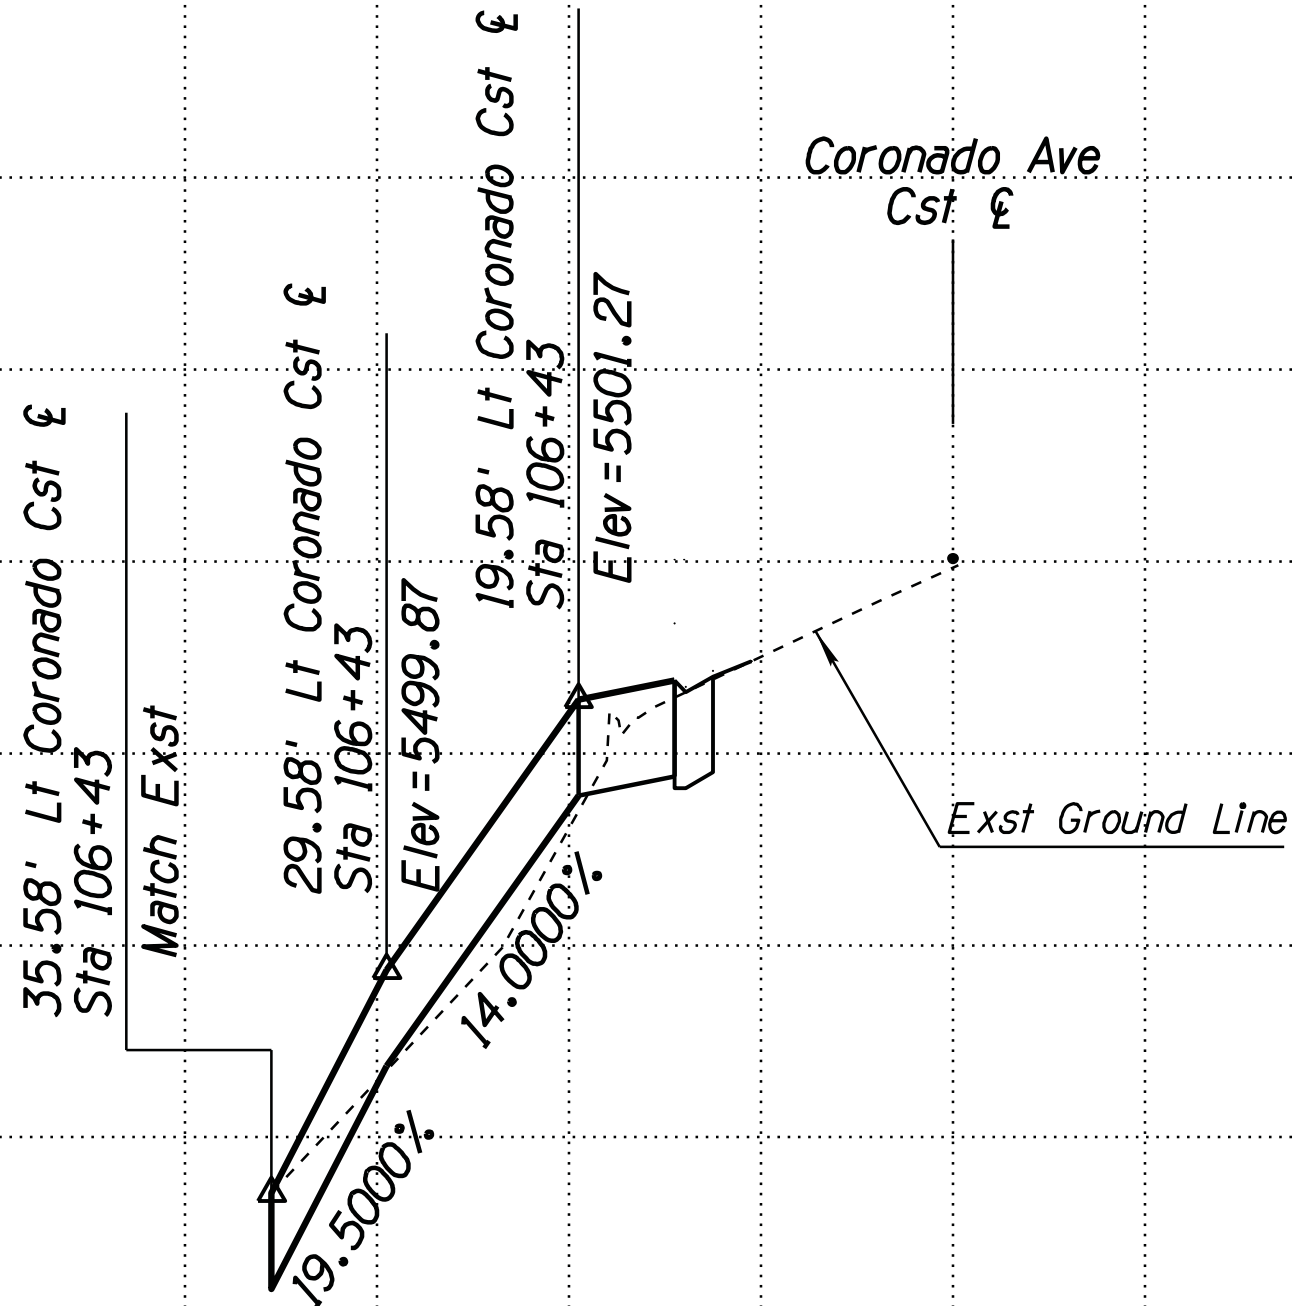 35.58' Lt Coronado Cst ℄
Sta 106+43
Match Exst
29.58' Lt Coronado Cst ℄
Sta 106+43
Elev=5499.87
19.58' Lt Coronado Cst ℄
Sta 106+43
Elev=5501.27
Coronado Ave
Cst ℄
Exst Ground Line
14.0000%
19.5000%